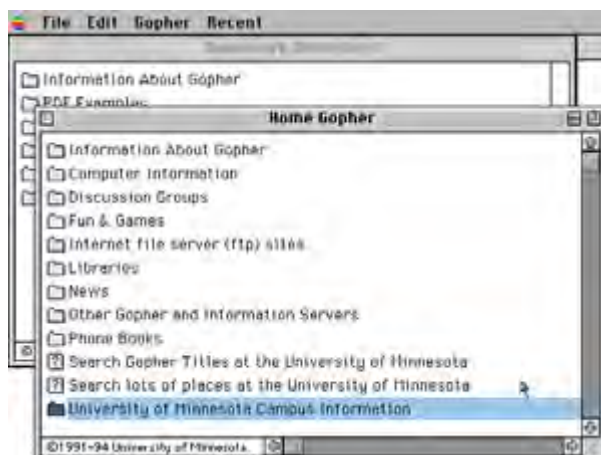 File Edit Gopher Recent
Information About Gopher
PDF Examples
Home Gopher
Information About Gopher
Computer Information
Discussion Groups
Fun & Games
Internet file server (ftp) sites
Libraries
News
Other Gopher and Information Servers
Phone Books
Search Gopher Titles at the University of Minnesota
Search lots of places at the University of Minnesota
University of Minnesota Campus Information
©1991-94 University of Minnesota.